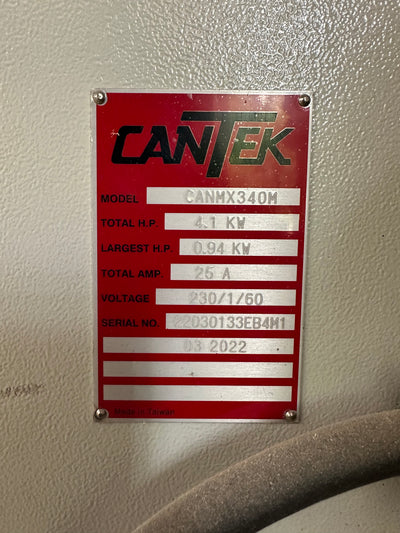 CANTEK
MODEL CANMX340M
TOTAL H.P. 4.1 KW
LARGEST H.P. 0.94 KW
TOTAL AMP. 25 A
VOLTAGE 230/1/60
SERIAL NO. 22030133EB4M1
03 2022
Made in Taiwan